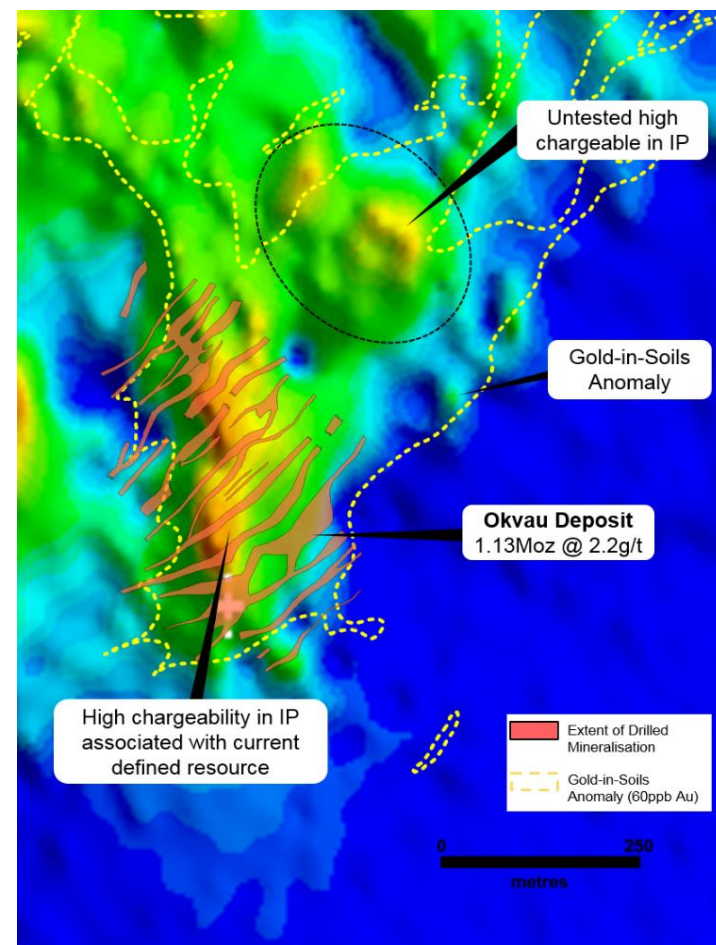 Untested high
chargeable in IP
Gold-in-Soils
Anomaly
Okvau Deposit
1.13Moz @ 2.2g/t
High chargeability in IP
associated with current
defined resource
Extent of Drilled
Mineralisation
Gold-in-Soils
Anomaly (60ppb Au)
0 250
metres